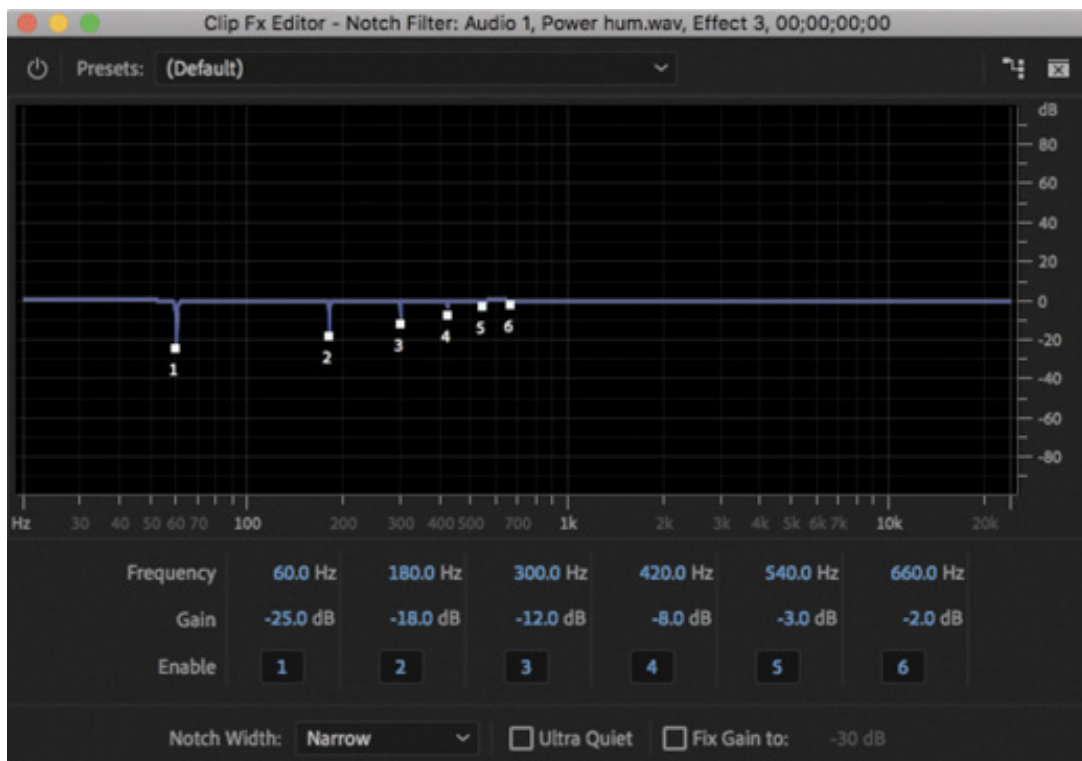 Clip Fx Editor - Notch Filter: Audio 1, Power hum.wav, Effect 3, 00;00;00;00
Presets: (Default)
dB
80
60
40
20
0
-20
-40
-60
-80
1 2 3 4 5 6
Hz 30 40 50 60 70 100 200 300 400 500 700 1k 2k 3k 4k 5k 6k 7k 10k 20k
Frequency 60.0 Hz 180.0 Hz 300.0 Hz 420.0 Hz 540.0 Hz 660.0 Hz
Gain -25.0 dB -18.0 dB -12.0 dB -8.0 dB -3.0 dB -2.0 dB
Enable 1 2 3 4 5 6
Notch Width: Narrow Ultra Quiet Fix Gain to: -30 dB